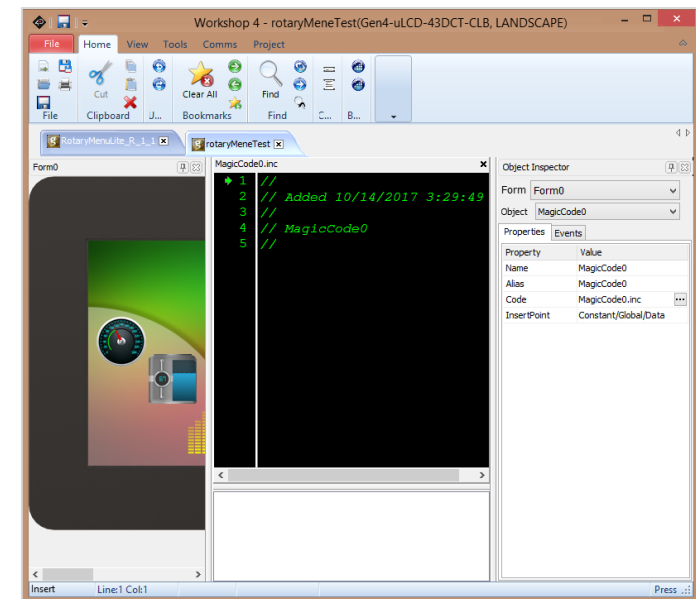 Workshop 4 - rotaryMeneTest(Gen4-uLCD-43DCT-CLB, LANDSCAPE)
File Home View Tools Comms Project
Cut
Clear All
Find
File Clipboard U... Bookmarks Find C... B...
RotaryMenuLite_R_1_1 rotaryMeneTest
Form0
MagicCode0.inc
1 //
2 // Added 10/14/2017 3:29:49
3 //
4 // MagicCode0
5 //
Object Inspector
Form Form0
Object MagicCode0
Properties Events
Property Value
Name MagicCode0
Alias MagicCode0
Code MagicCode0.inc ...
InsertPoint Constant/Global/Data
Insert Line:1 Col:1 Press